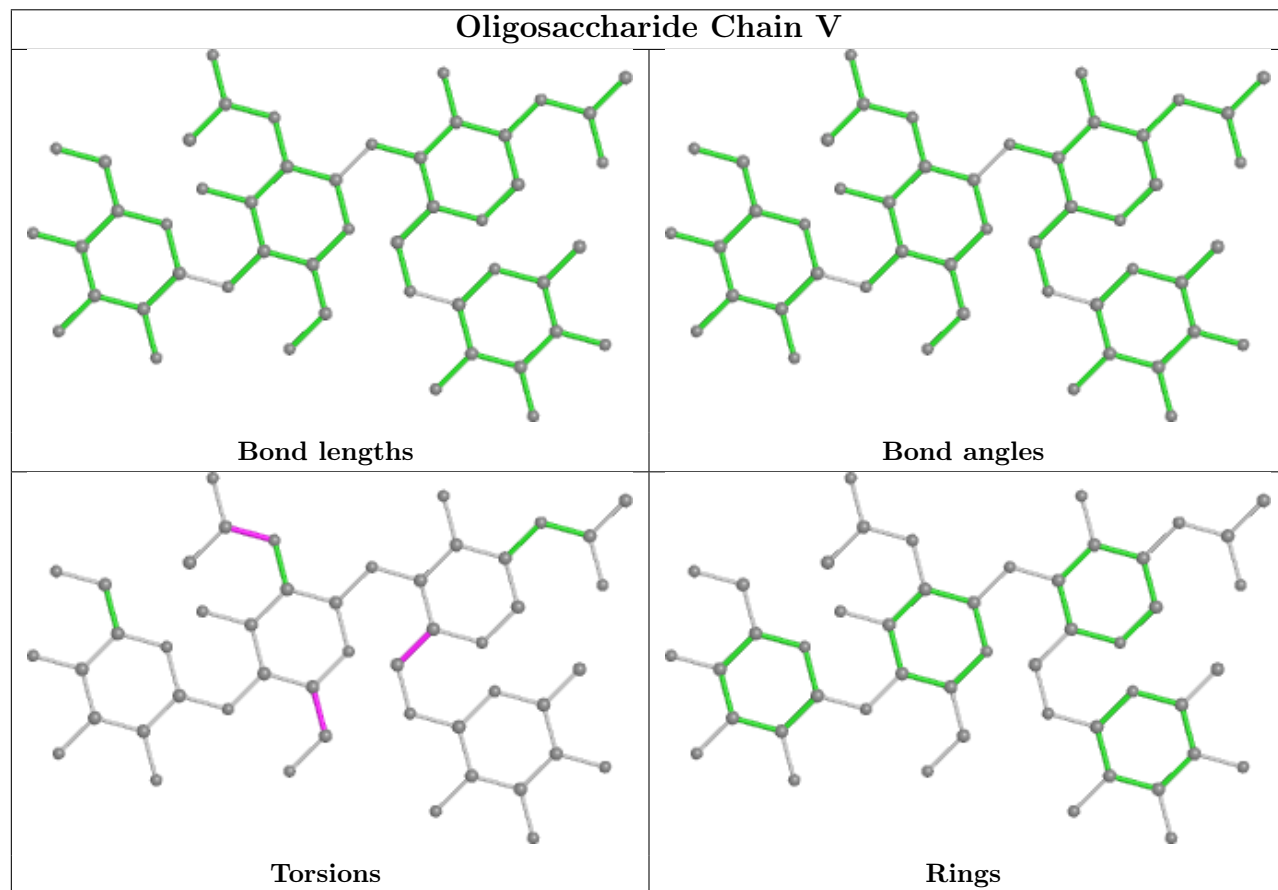 Oligosaccharide Chain V
Bond lengths
Bond angles
Torsions
Rings